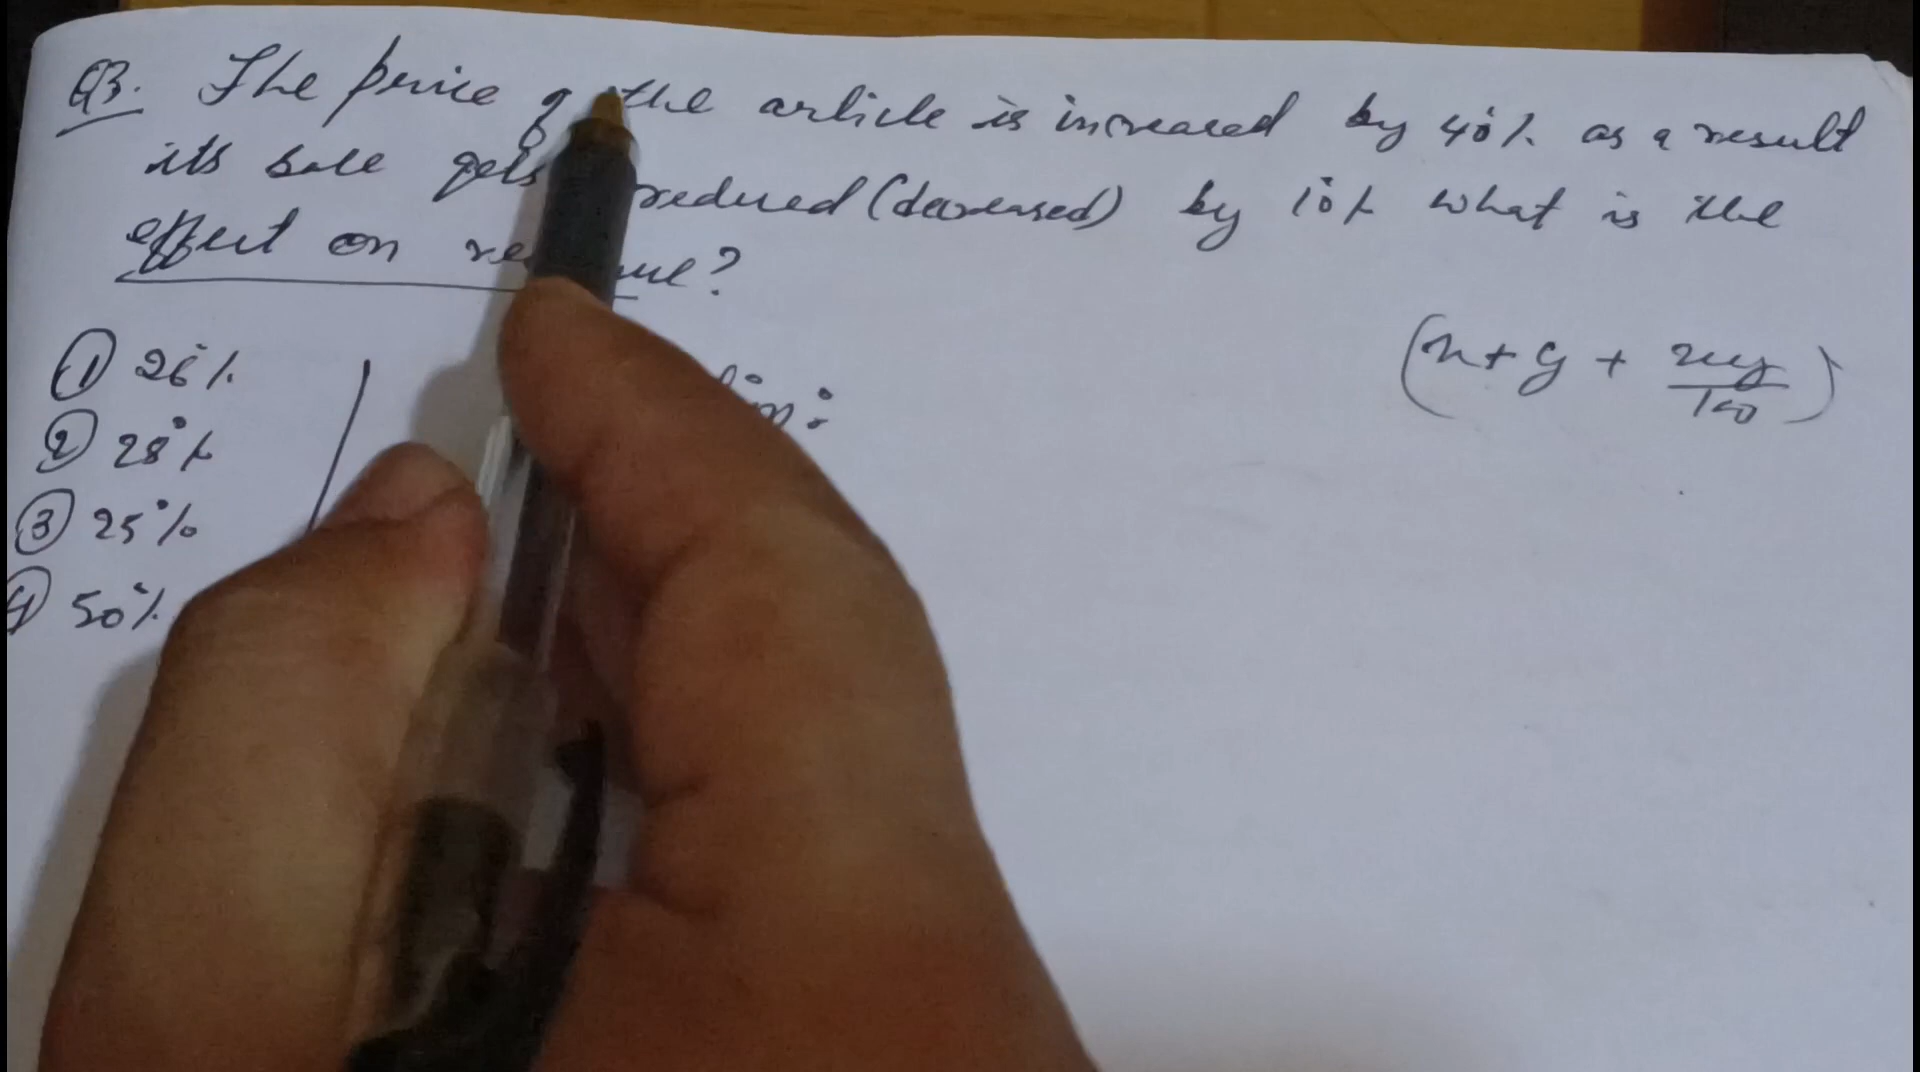 Q3. The price of the article is increased by 40% as a result
its sale gets reduced (decreased) by 10% what is the
effect on re ue?
(x + y + xy/100)
① 26%
② 28%
③ 25%
④ 50%